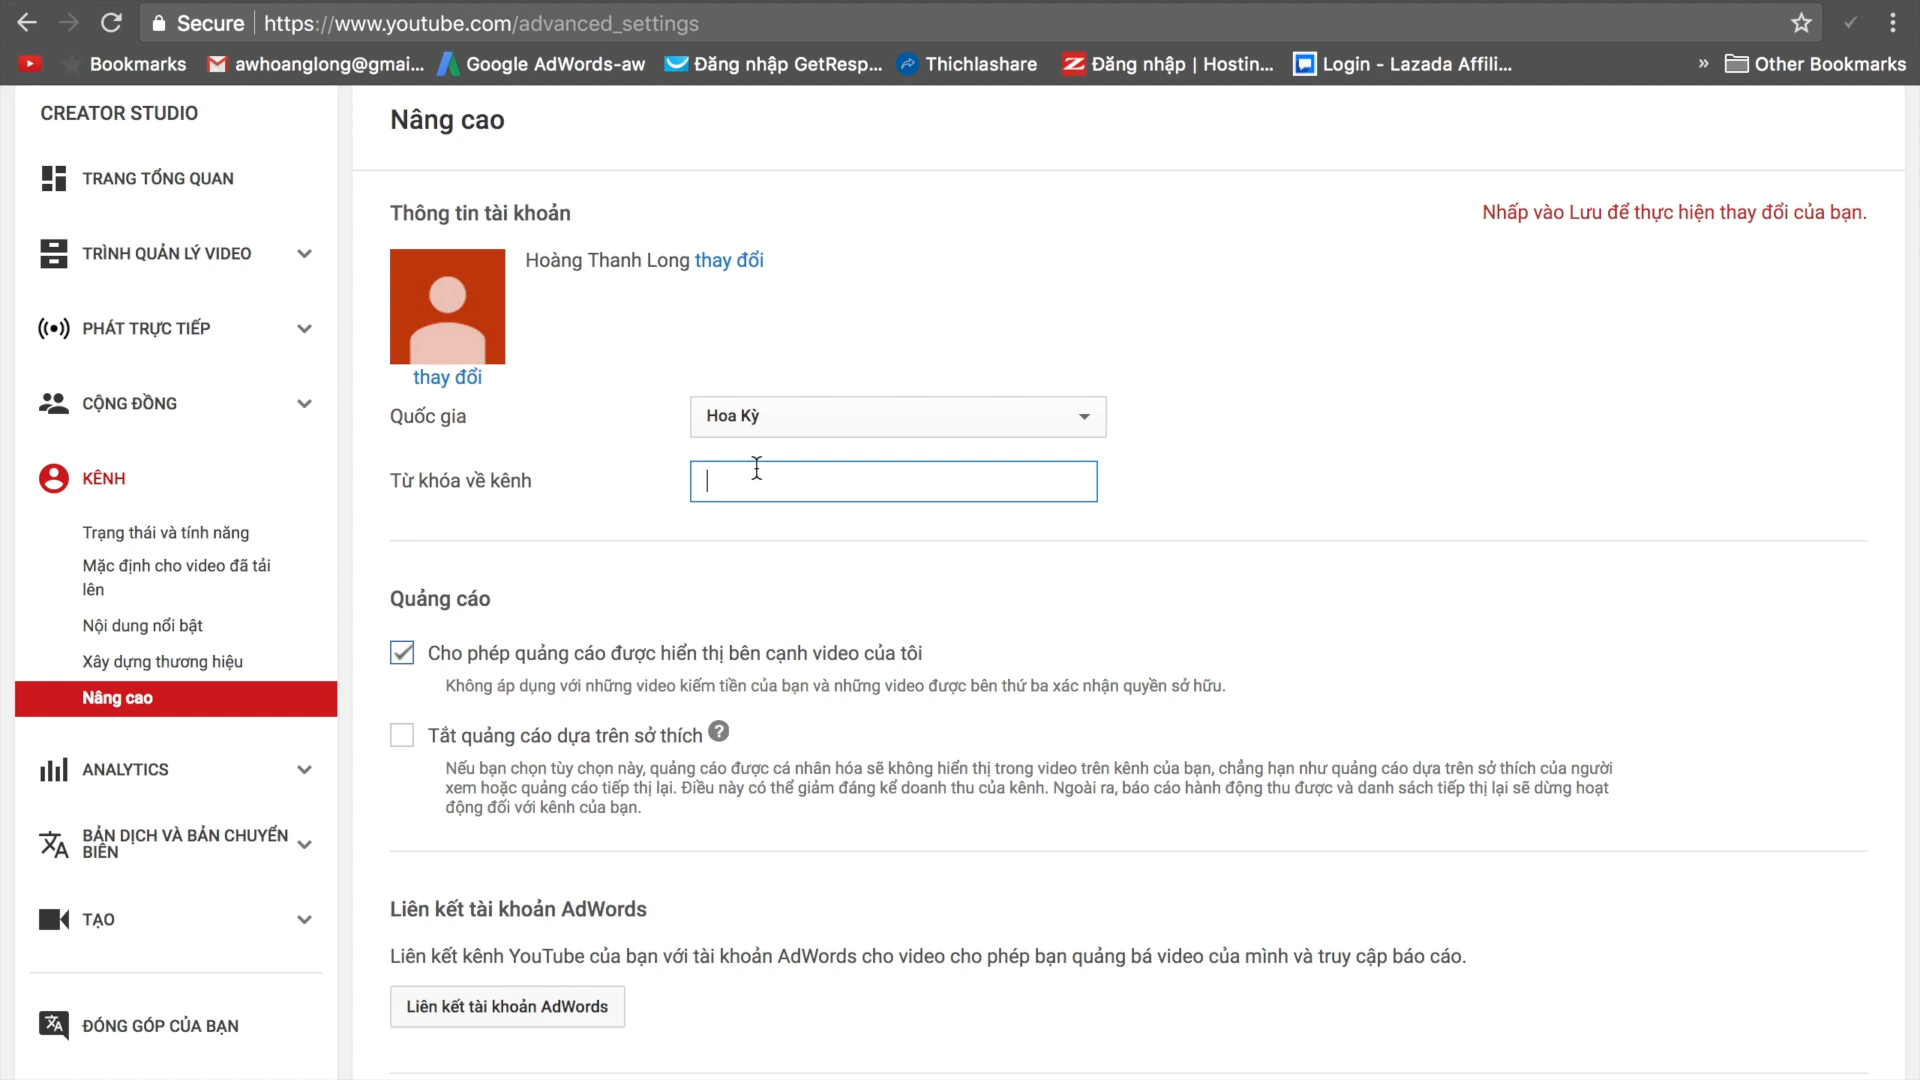 Secure https://www.youtube.com/advanced_settings
Bookmarks awhoanglong@gmai... Google AdWords-aw Đăng nhập GetResp... Thichlashare Đăng nhập | Hostin... Login - Lazada Affili... » Other Bookmarks
CREATOR STUDIO
TRANG TỔNG QUAN
TRÌNH QUẢN LÝ VIDEO
PHÁT TRỰC TIẾP
CỘNG ĐỒNG
KÊNH
Trạng thái và tính năng
Mặc định cho video đã tải
lên
Nội dung nổi bật
Xây dựng thương hiệu
Nâng cao
ANALYTICS
BẢN DỊCH VÀ BẢN CHUYỂN
BIÊN
TẠO
ĐÓNG GÓP CỦA BẠN
Nâng cao
Thông tin tài khoản
Nhấp vào Lưu để thực hiện thay đổi của bạn.
Hoàng Thanh Long thay đổi
thay đổi
Quốc gia
Hoa Kỳ
Từ khóa về kênh
Quảng cáo
Cho phép quảng cáo được hiển thị bên cạnh video của tôi
Không áp dụng với những video kiếm tiền của bạn và những video được bên thứ ba xác nhận quyền sở hữu.
Tắt quảng cáo dựa trên sở thích ?
Nếu bạn chọn tùy chọn này, quảng cáo được cá nhân hóa sẽ không hiển thị trong video trên kênh của bạn, chẳng hạn như quảng cáo dựa trên sở thích của người
xem hoặc quảng cáo tiếp thị lại. Điều này có thể giảm đáng kể doanh thu của kênh. Ngoài ra, báo cáo hành động thu được và danh sách tiếp thị lại sẽ dừng hoạt
động đối với kênh của bạn.
Liên kết tài khoản AdWords
Liên kết kênh YouTube của bạn với tài khoản AdWords cho video cho phép bạn quảng bá video của mình và truy cập báo cáo.
Liên kết tài khoản AdWords